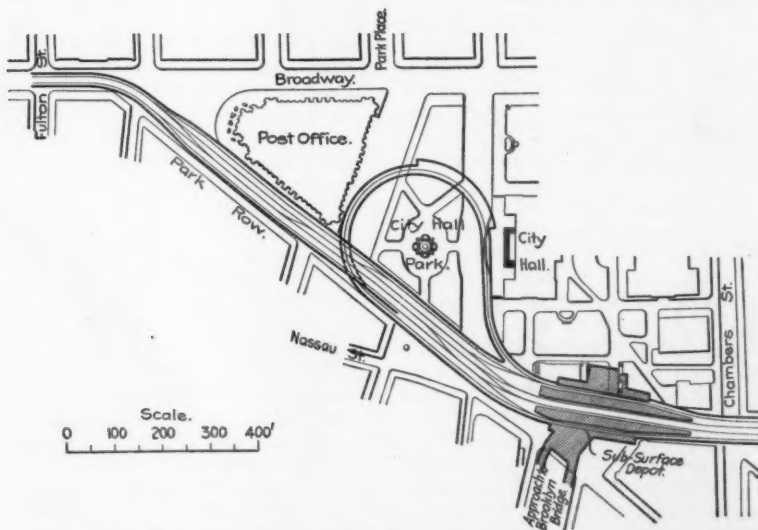 Fulton St.
Park Place.
Broadway.
Post Office.
Park Row.
City Hall
Park.
City
Hall.
Nassau St.
Chambers St.
Scale.
0 100 200 300 400'
Sub-Surface
Depot.
Approach to
Brooklyn
Bridge.